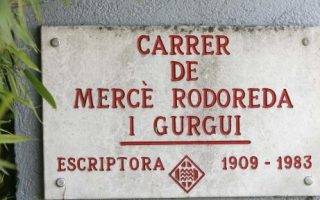 CARRER
DE
MERCÈ RODOREDA
I GURGUI
ESCRIPTORA 1909 - 1983